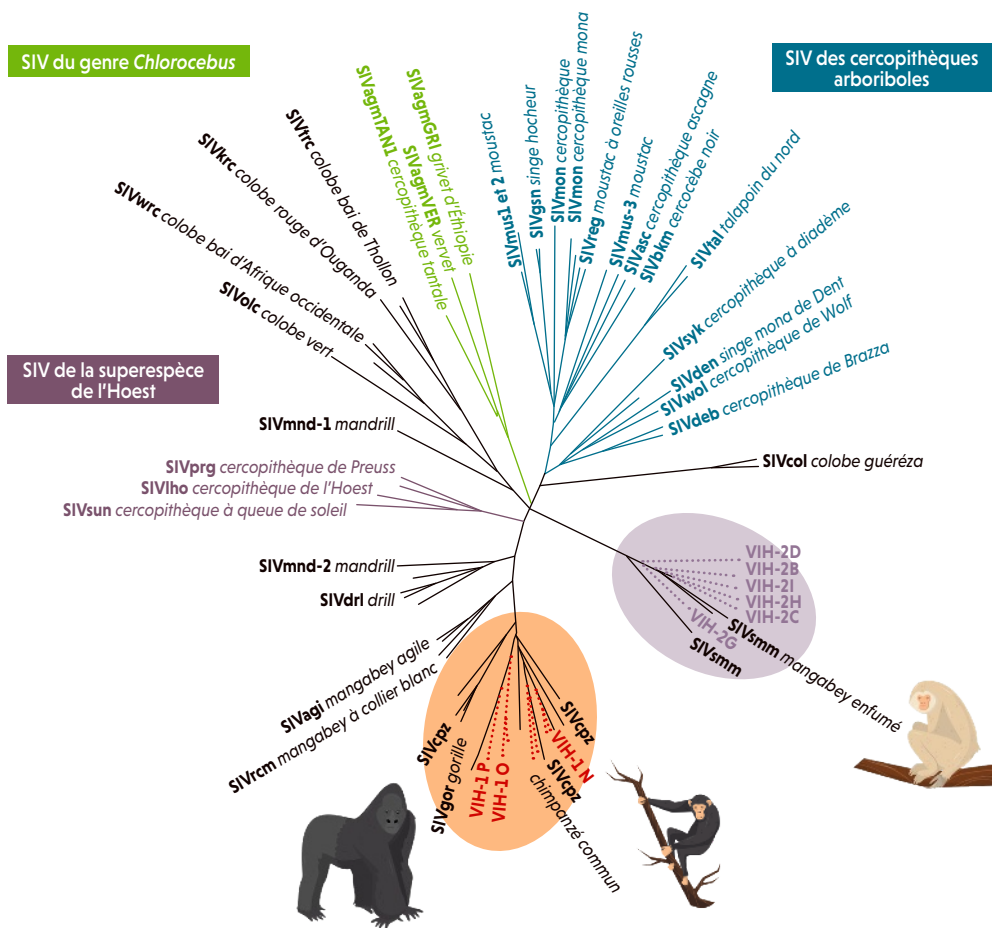 SIV du genre Chlorocebus
SIV des cercopithèques
arboriboles
SIV de la superespèce
de l'Hoest
SIVolc colobe vert
SIVwrc colobe bai d'Afrique occidentale
SIVkrc colobe rouge d'Ouganda
SIVtrc colobe bai de Thollon
SIVagmTAN1 cercopithèque tantale
SIVagmVER vervet
SIVagmGRI grivet d'Éthiopie
SIVmus1 et 2 moustac
SIVgsn singe hocheur
SIVmon cercopithèque
SIVmon cercopithèque mona
SIVreg moustac à oreilles rousses
SIVmus-3 moustac
SIVasc cercopithèque ascagne
SIVbkm cercocèbe noir
SIVtal talapoin du nord
SIVsyk cercopithèque à diadème
SIVden singe mona de Dent
SIVwol cercopithèque de Wolf
SIVdeb cercopithèque de Brazza
SIVcol colobe guéréza
SIVmnd-1 mandrill
SIVprg cercopithèque de Preuss
SIVlho cercopithèque de l'Hoest
SIVsun cercopithèque à queue de soleil
SIVmnd-2 mandrill
SIVdrl drill
SIVagi mangabey agile
SIVrcm mangabey à collier blanc
SIVcpz
SIVgor gorille
VIH-1 P
VIH-1 O
SIVcpz
chimpanzé commun
VIH-1 N
SIVcpz
VIH-2D
VIH-2B
VIH-2I
VIH-2H
VIH-2C
VIH-2G
SIVsmm
SIVsmm mangabey enfumé